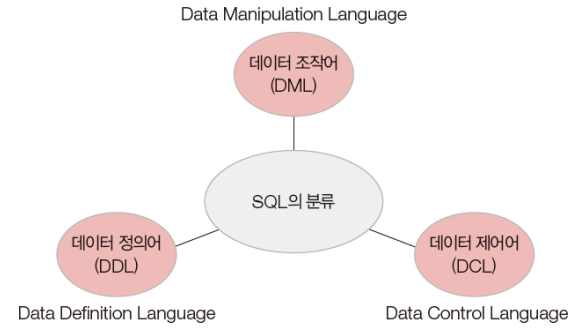 Data Manipulation Language
데이터 조작어
(DML)
SQL의 분류
데이터 정의어
(DDL)
데이터 제어어
(DCL)
Data Definition Language
Data Control Language